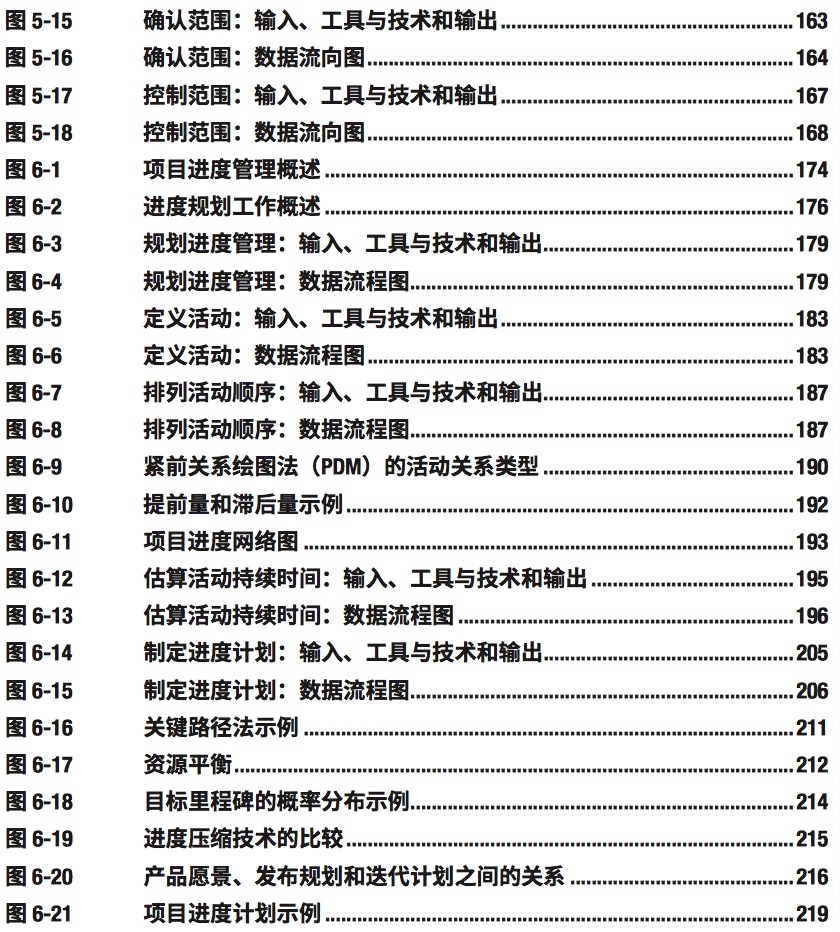 图 5-15 确认范围：输入、工具与技术和输出 163
图 5-16 确认范围：数据流向图 164
图 5-17 控制范围：输入、工具与技术和输出 167
图 5-18 控制范围：数据流向图 168
图 6-1 项目进度管理概述 174
图 6-2 进度规划工作概述 176
图 6-3 规划进度管理：输入、工具与技术和输出 179
图 6-4 规划进度管理：数据流程图 179
图 6-5 定义活动：输入、工具与技术和输出 183
图 6-6 定义活动：数据流程图 183
图 6-7 排列活动顺序：输入、工具与技术和输出 187
图 6-8 排列活动顺序：数据流程图 187
图 6-9 紧前关系绘图法（PDM）的活动关系类型 190
图 6-10 提前量和滞后量示例 192
图 6-11 项目进度网络图 193
图 6-12 估算活动持续时间：输入、工具与技术和输出 195
图 6-13 估算活动持续时间：数据流程图 196
图 6-14 制定进度计划：输入、工具与技术和输出 205
图 6-15 制定进度计划：数据流程图 206
图 6-16 关键路径法示例 211
图 6-17 资源平衡 212
图 6-18 目标里程碑的概率分布示例 214
图 6-19 进度压缩技术的比较 215
图 6-20 产品愿景、发布规划和迭代计划之间的关系 216
图 6-21 项目进度计划示例 219